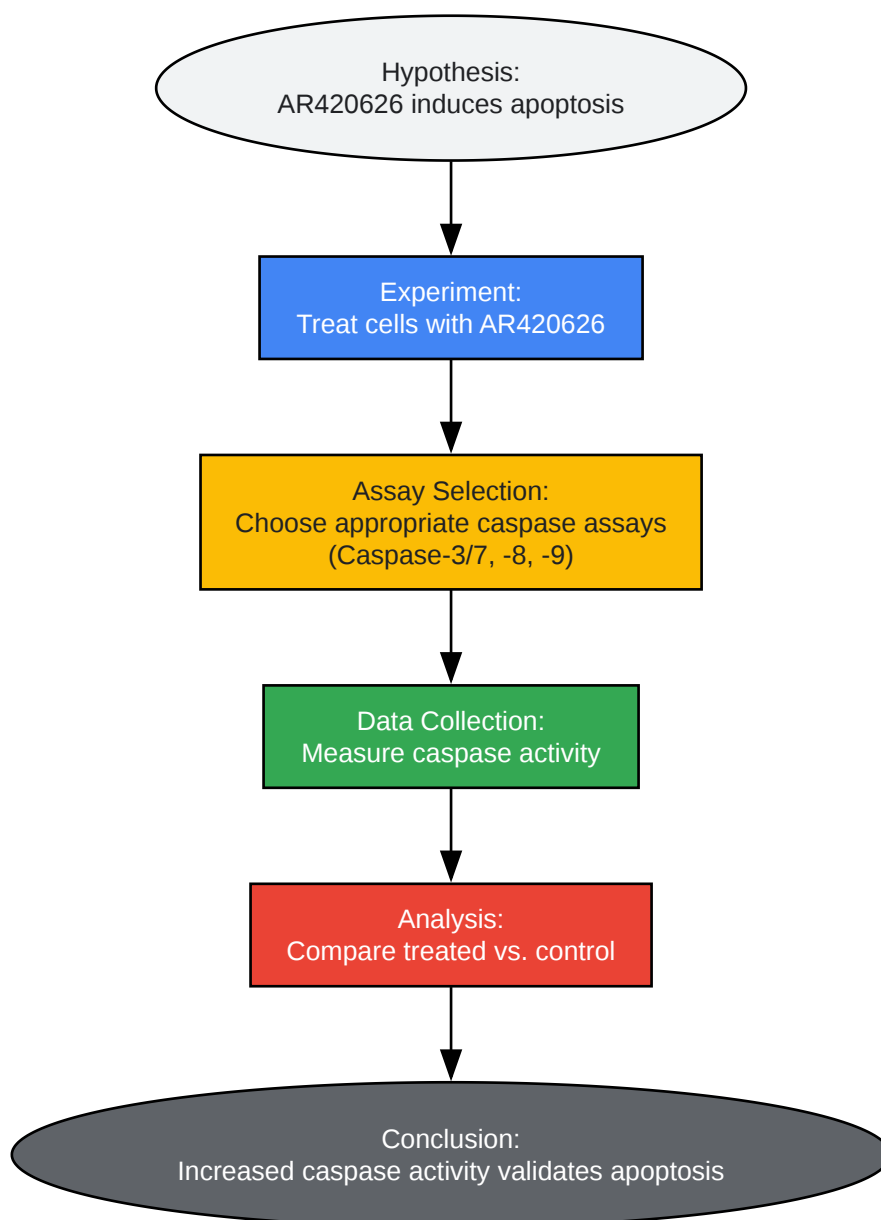 Hypothesis:
AR420626 induces apoptosis
Experiment:
Treat cells with AR420626
Assay Selection:
Choose appropriate caspase assays
(Caspase-3/7, -8, -9)
Data Collection:
Measure caspase activity
Analysis:
Compare treated vs. control
Conclusion:
Increased caspase activity validates apoptosis